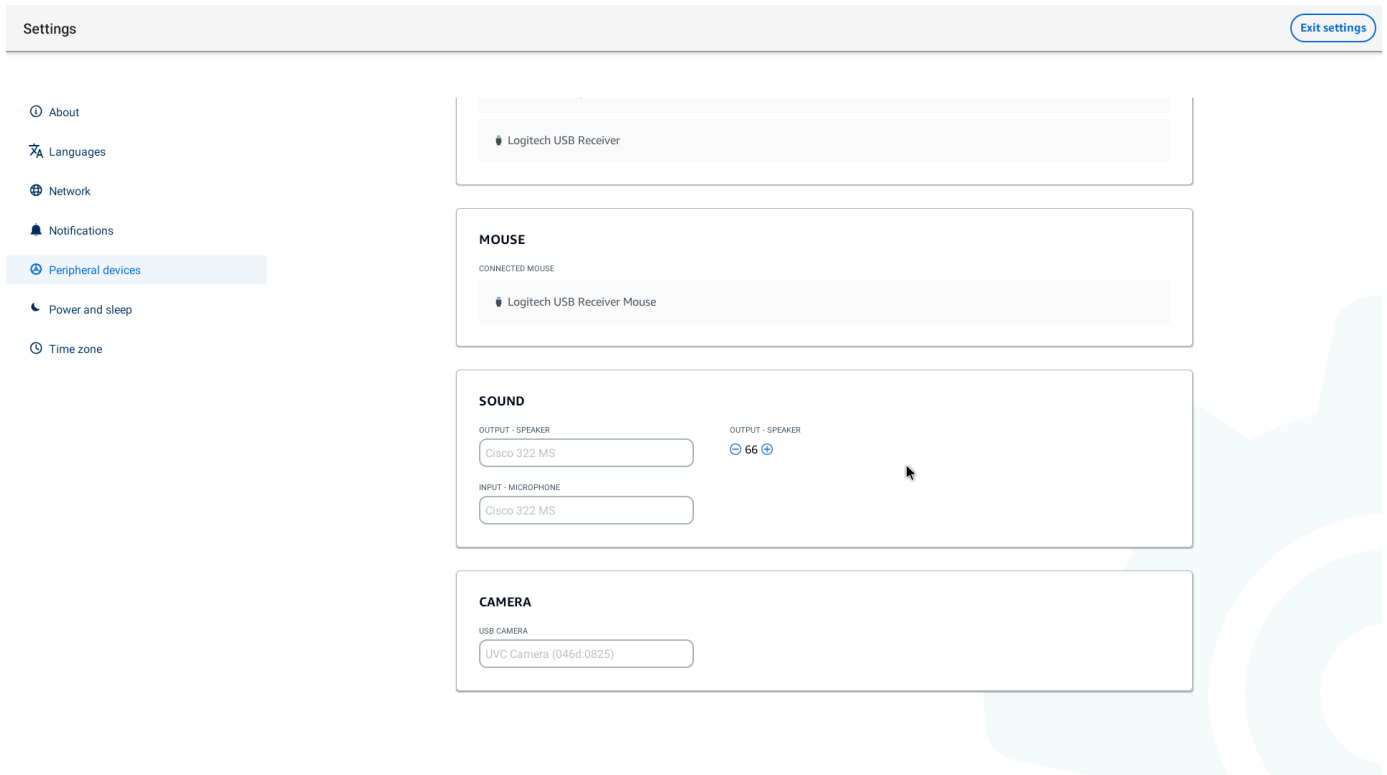 Settings
Exit settings
About
Languages
Network
Notifications
Peripheral devices
Power and sleep
Time zone
Logitech USB Receiver
MOUSE
CONNECTED MOUSE
Logitech USB Receiver Mouse
SOUND
OUTPUT - SPEAKER
Cisco 322 MS
OUTPUT - SPEAKER
66
INPUT - MICROPHONE
Cisco 322 MS
CAMERA
USB CAMERA
UVC Camera (046d:0825)